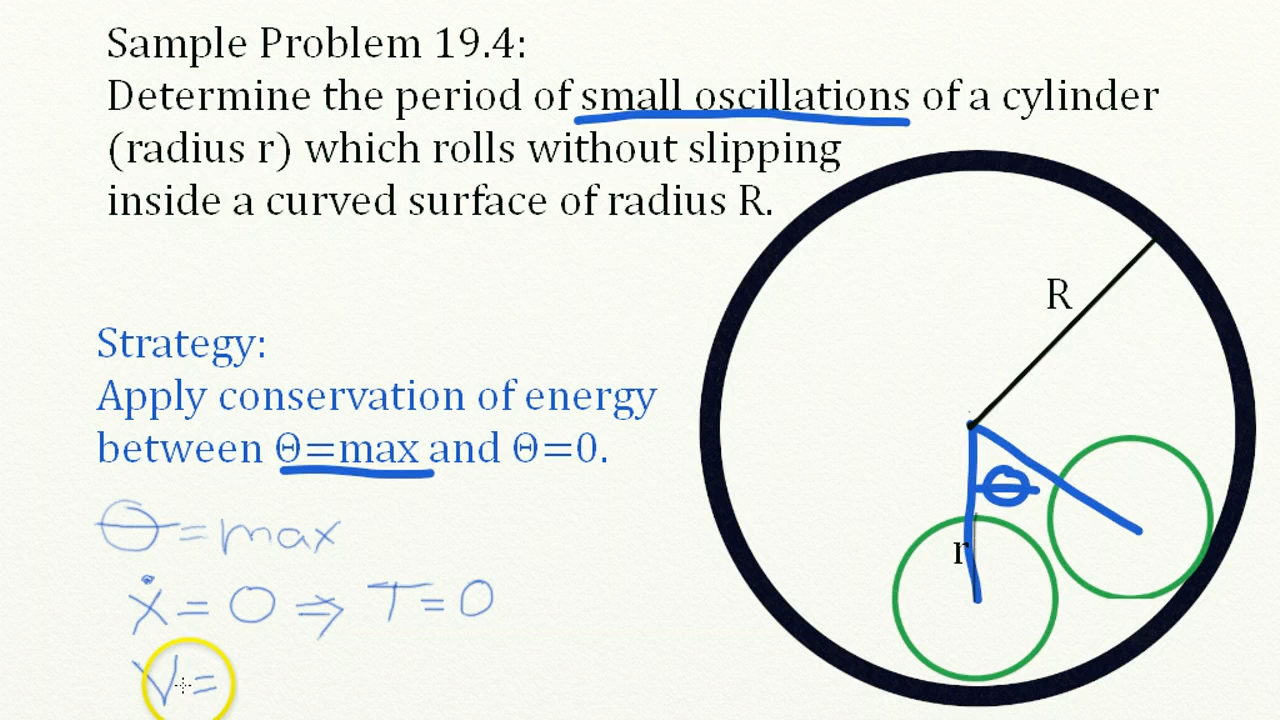 Sample Problem 19.4:
Determine the period of small oscillations of a cylinder
(radius r) which rolls without slipping
inside a curved surface of radius R.
R
Strategy:
Apply conservation of energy
between Θ=max and Θ=0.
Θ
Θ=max
r
ẋ=0⇒T=0
V=